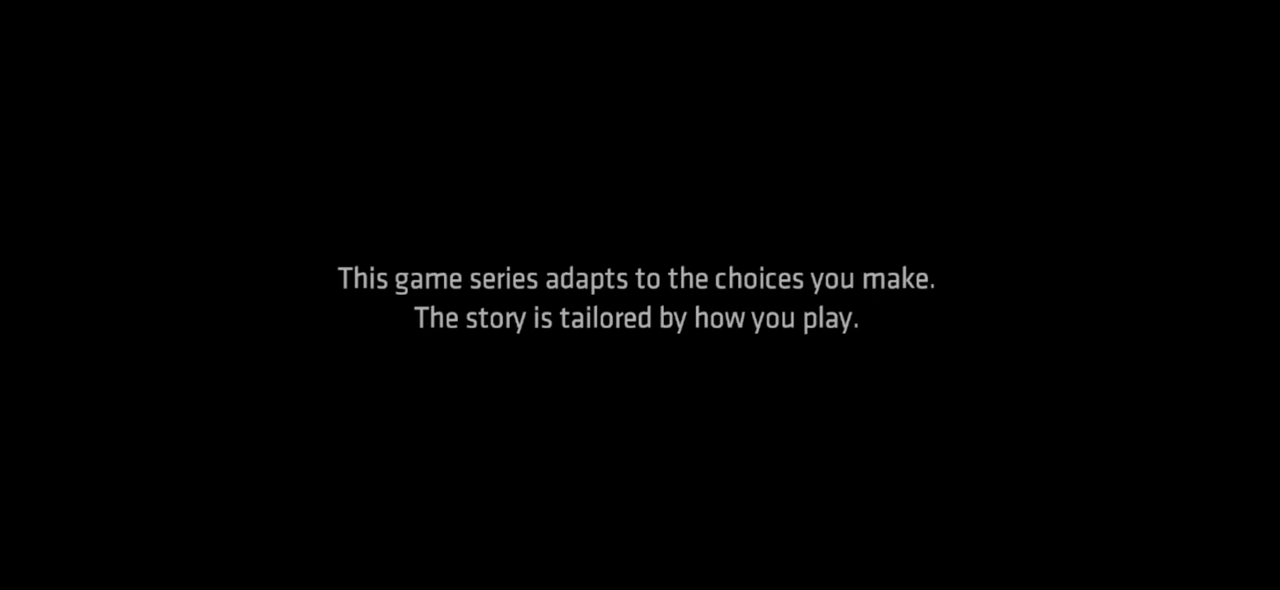 This game series adapts to the choices you make.
The story is tailored by how you play.